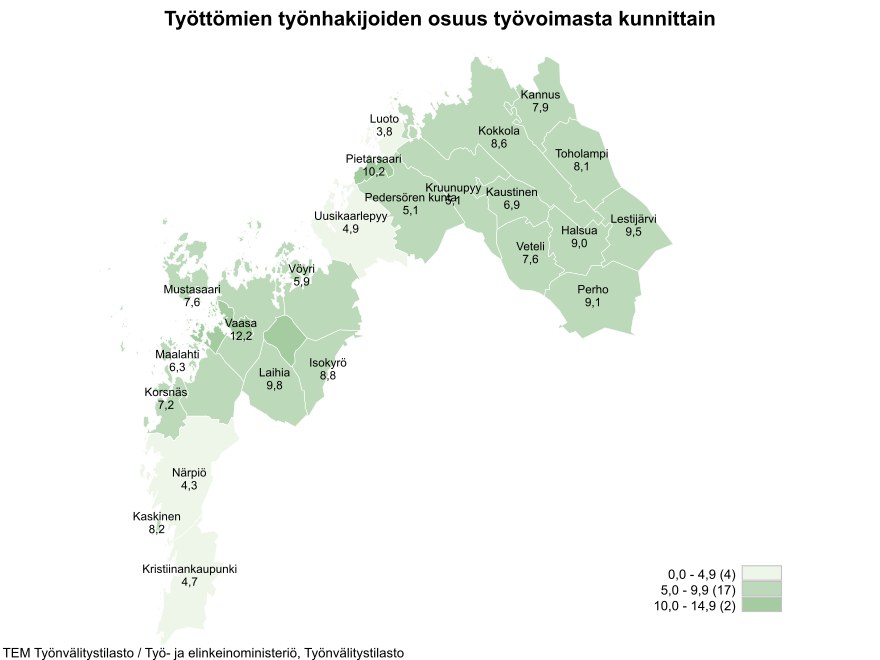 Työttömien työnhakijoiden osuus työvoimasta kunnittain
Kannus
7,9
Luoto
3,8
Kokkola
8,6
Toholampi
8,1
Pietarsaari
10,2
Kruunupyy
5,1
Kaustinen
6,9
Pedersören kunta
5,1
Uusikaarlepyy
4,9
Lestijärvi
9,5
Halsua
9,0
Veteli
7,6
Vöyri
5,9
Mustasaari
7,6
Perho
9,1
Vaasa
12,2
Maalahti
6,3
Isokyrö
8,8
Laihia
9,8
Korsnäs
7,2
Närpiö
4,3
Kaskinen
8,2
Kristiinankaupunki
4,7
0,0 - 4,9 (4)
5,0 - 9,9 (17)
10,0 - 14,9 (2)
TEM Työnvälitystilasto / Työ- ja elinkeinoministeriö, Työnvälitystilasto